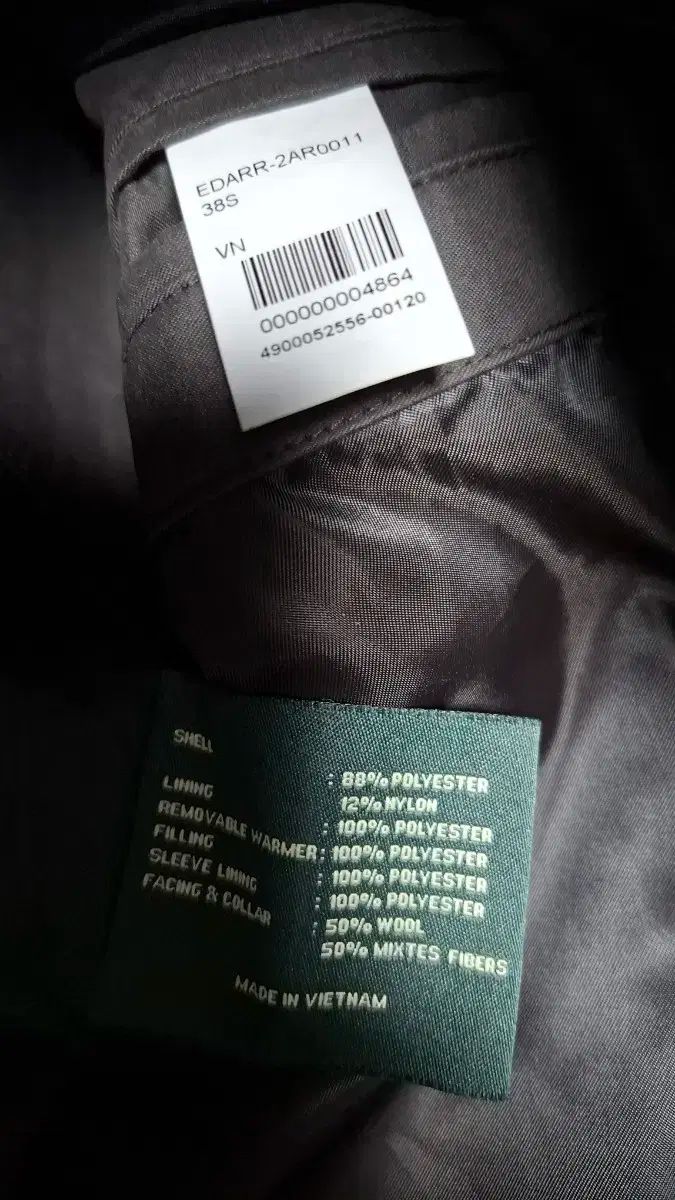 EDARR-2AR0011
38S
VN
000000004864
4900052556-00120
SHELL : 88% POLYESTER
12% NYLON
LINING : 100% POLYESTER
REMOVABLE WARMER : 100% POLYESTER
FILLING : 100% POLYESTER
SLEEVE LINING : 100% POLYESTER
FACING & COLLAR : 50% WOOL
50% MIXTES FIBERS
MADE IN VIETNAM